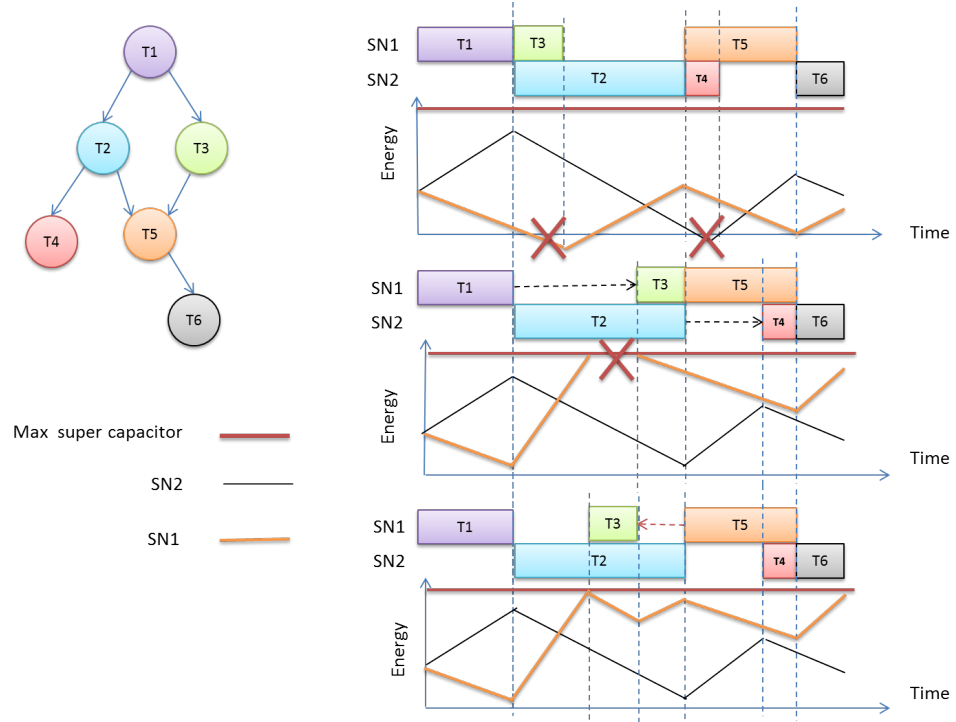 T1
T2
T3
T4
T5
T6
Max super capacitor
SN2
SN1
SN1
T1
T3
T5
SN2
T2
T4
T6
Energy
Time
SN1
T1
T3
T5
SN2
T2
T4
T6
Energy
Time
SN1
T1
T3
T5
SN2
T2
T4
T6
Energy
Time